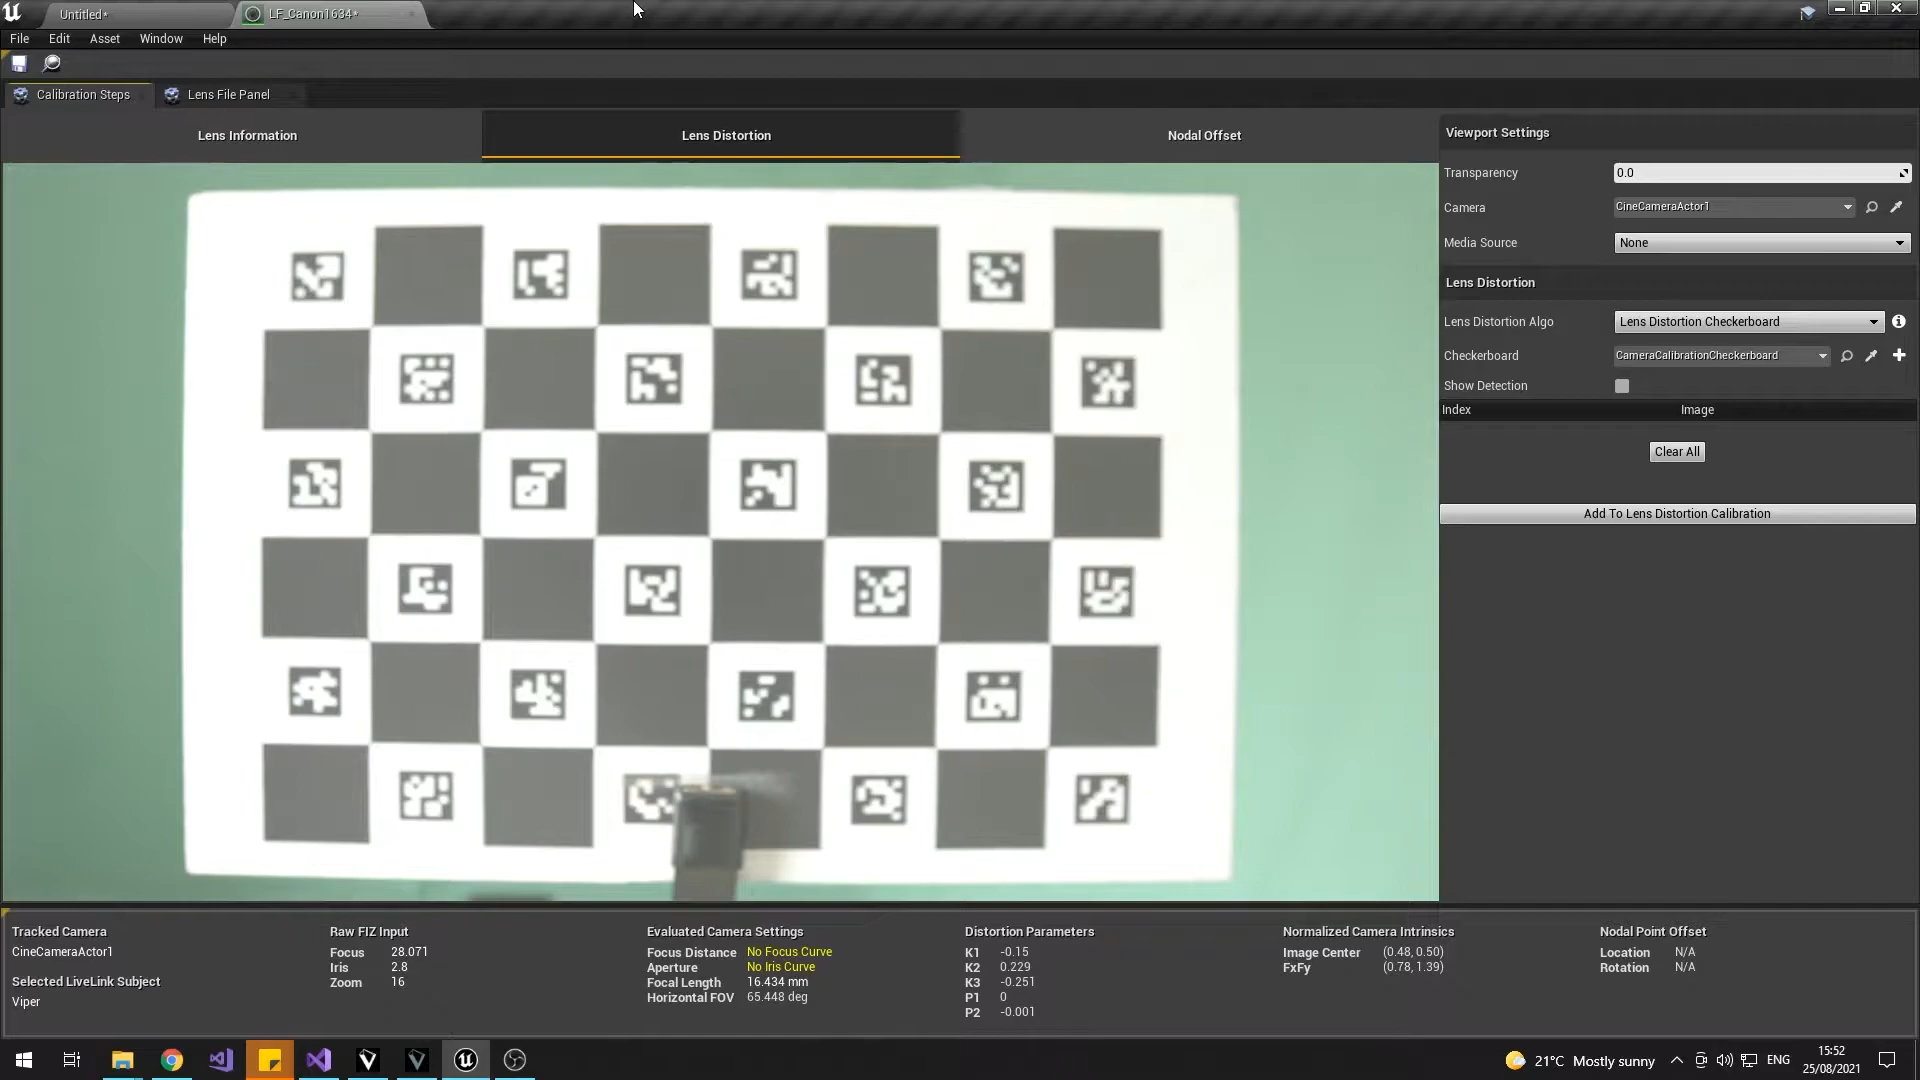 Untitled*
LF_Canon1634*
File Edit Asset Window Help
Calibration Steps
Lens File Panel
Lens Information
Lens Distortion
Nodal Offset
Viewport Settings
Transparency 0.0
Camera CineCameraActor1
Media Source None
Lens Distortion
Lens Distortion Algo Lens Distortion Checkerboard
Checkerboard CameraCalibrationCheckerboard
Show Detection
Index Image
Clear All
Add To Lens Distortion Calibration
Tracked Camera
CineCameraActor1
Selected LiveLink Subject
Viper
Raw FIZ Input
Focus 28.071
Iris 2.8
Zoom 16
Evaluated Camera Settings
Focus Distance No Focus Curve
Aperture No Iris Curve
Focal Length 16.434 mm
Horizontal FOV 65.448 deg
Distortion Parameters
K1 -0.15
K2 0.229
K3 -0.251
P1 0
P2 -0.001
Normalized Camera Intrinsics
Image Center (0.48, 0.50)
FxFy (0.78, 1.39)
Nodal Point Offset
Location N/A
Rotation N/A
21°C Mostly sunny
ENG
15:52
25/08/2021